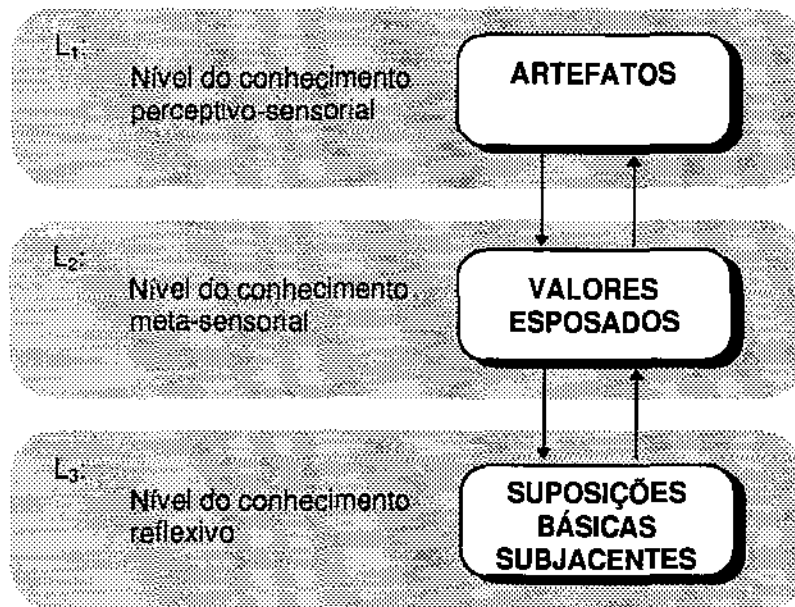 L₁:
Nível do conhecimento
perceptivo-sensorial
ARTEFATOS
L₂:
Nível do conhecimento
meta-sensorial
VALORES
ESPOSADOS
L₃:
Nível do conhecimento
reflexivo
SUPOSIÇÕES
BÁSICAS
SUBJACENTES